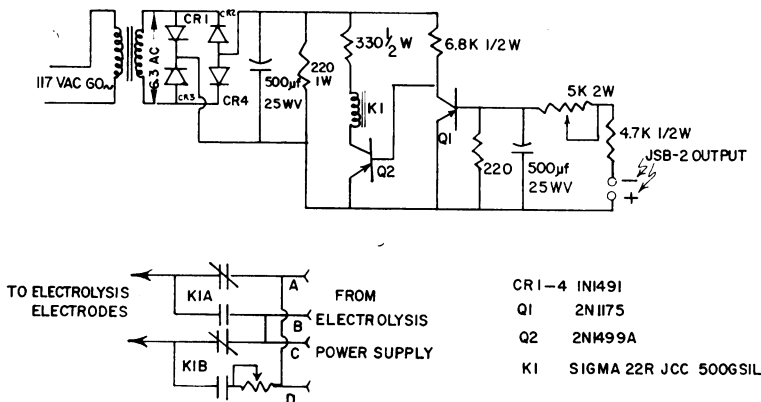 117 VAC 60~
6.3 AC
CR1
CR2
CR3
CR4
500µf
25WV
220
1W
330 1/2 W
K1
Q2
6.8K 1/2W
Q1
220
500µf
25WV
5K 2W
4.7K 1/2W
JSB-2 OUTPUT
−
+
TO ELECTROLYSIS
ELECTRODES
K1A
K1B
A
B
C
D
FROM
ELECTROLYSIS
POWER SUPPLY
CR1-4 1N1491
Q1 2N1175
Q2 2N1499A
K1 SIGMA 22R JCC 500GSIL